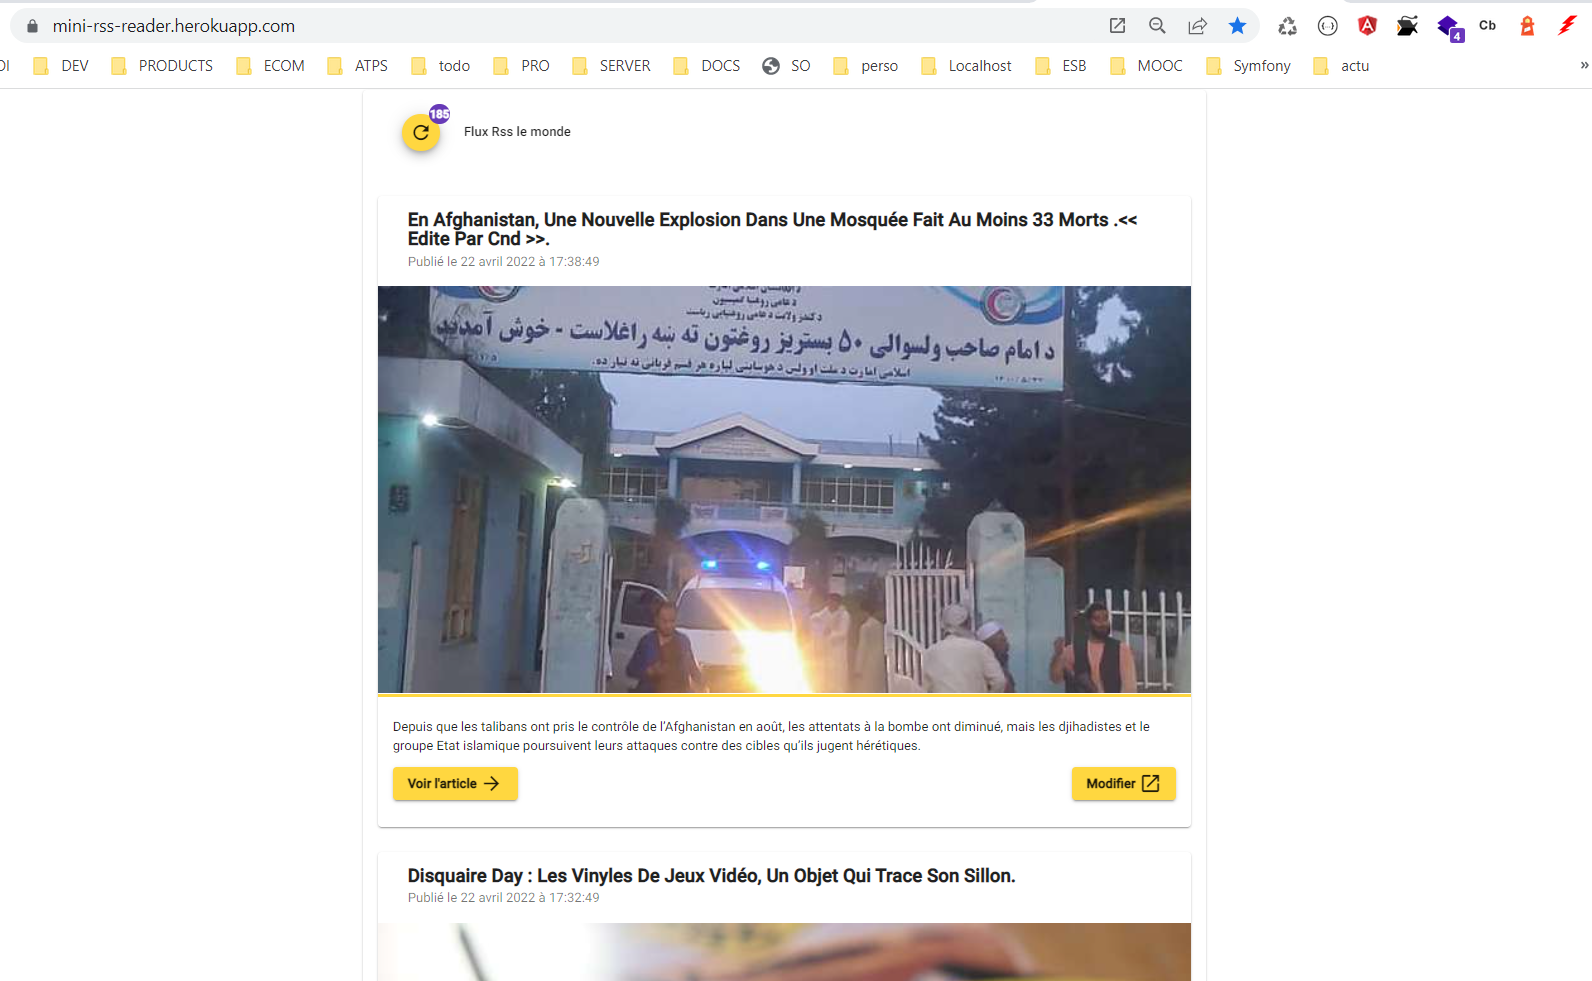 mini-rss-reader.herokuapp.com
Cb
4
DEV PRODUCTS ECOM ATPS todo PRO SERVER DOCS SO perso Localhost ESB MOOC Symfony actu »
185
Flux Rss le monde
En Afghanistan, Une Nouvelle Explosion Dans Une Mosquée Fait Au Moins 33 Morts .<<
Edite Par Cnd >>.
Publié le 22 avril 2022 à 17:38:49
د امام صاحب ولسوالی ۵۰ بستریز روغتون ته ښه راغلاست - خوش آمدید
Depuis que les talibans ont pris le contrôle de l’Afghanistan en août, les attentats à la bombe ont diminué, mais les djihadistes et le
groupe Etat islamique poursuivent leurs attaques contre des cibles qu’ils jugent hérétiques.
Voir l'article
Modifier
Disquaire Day : Les Vinyles De Jeux Vidéo, Un Objet Qui Trace Son Sillon.
Publié le 22 avril 2022 à 17:32:49